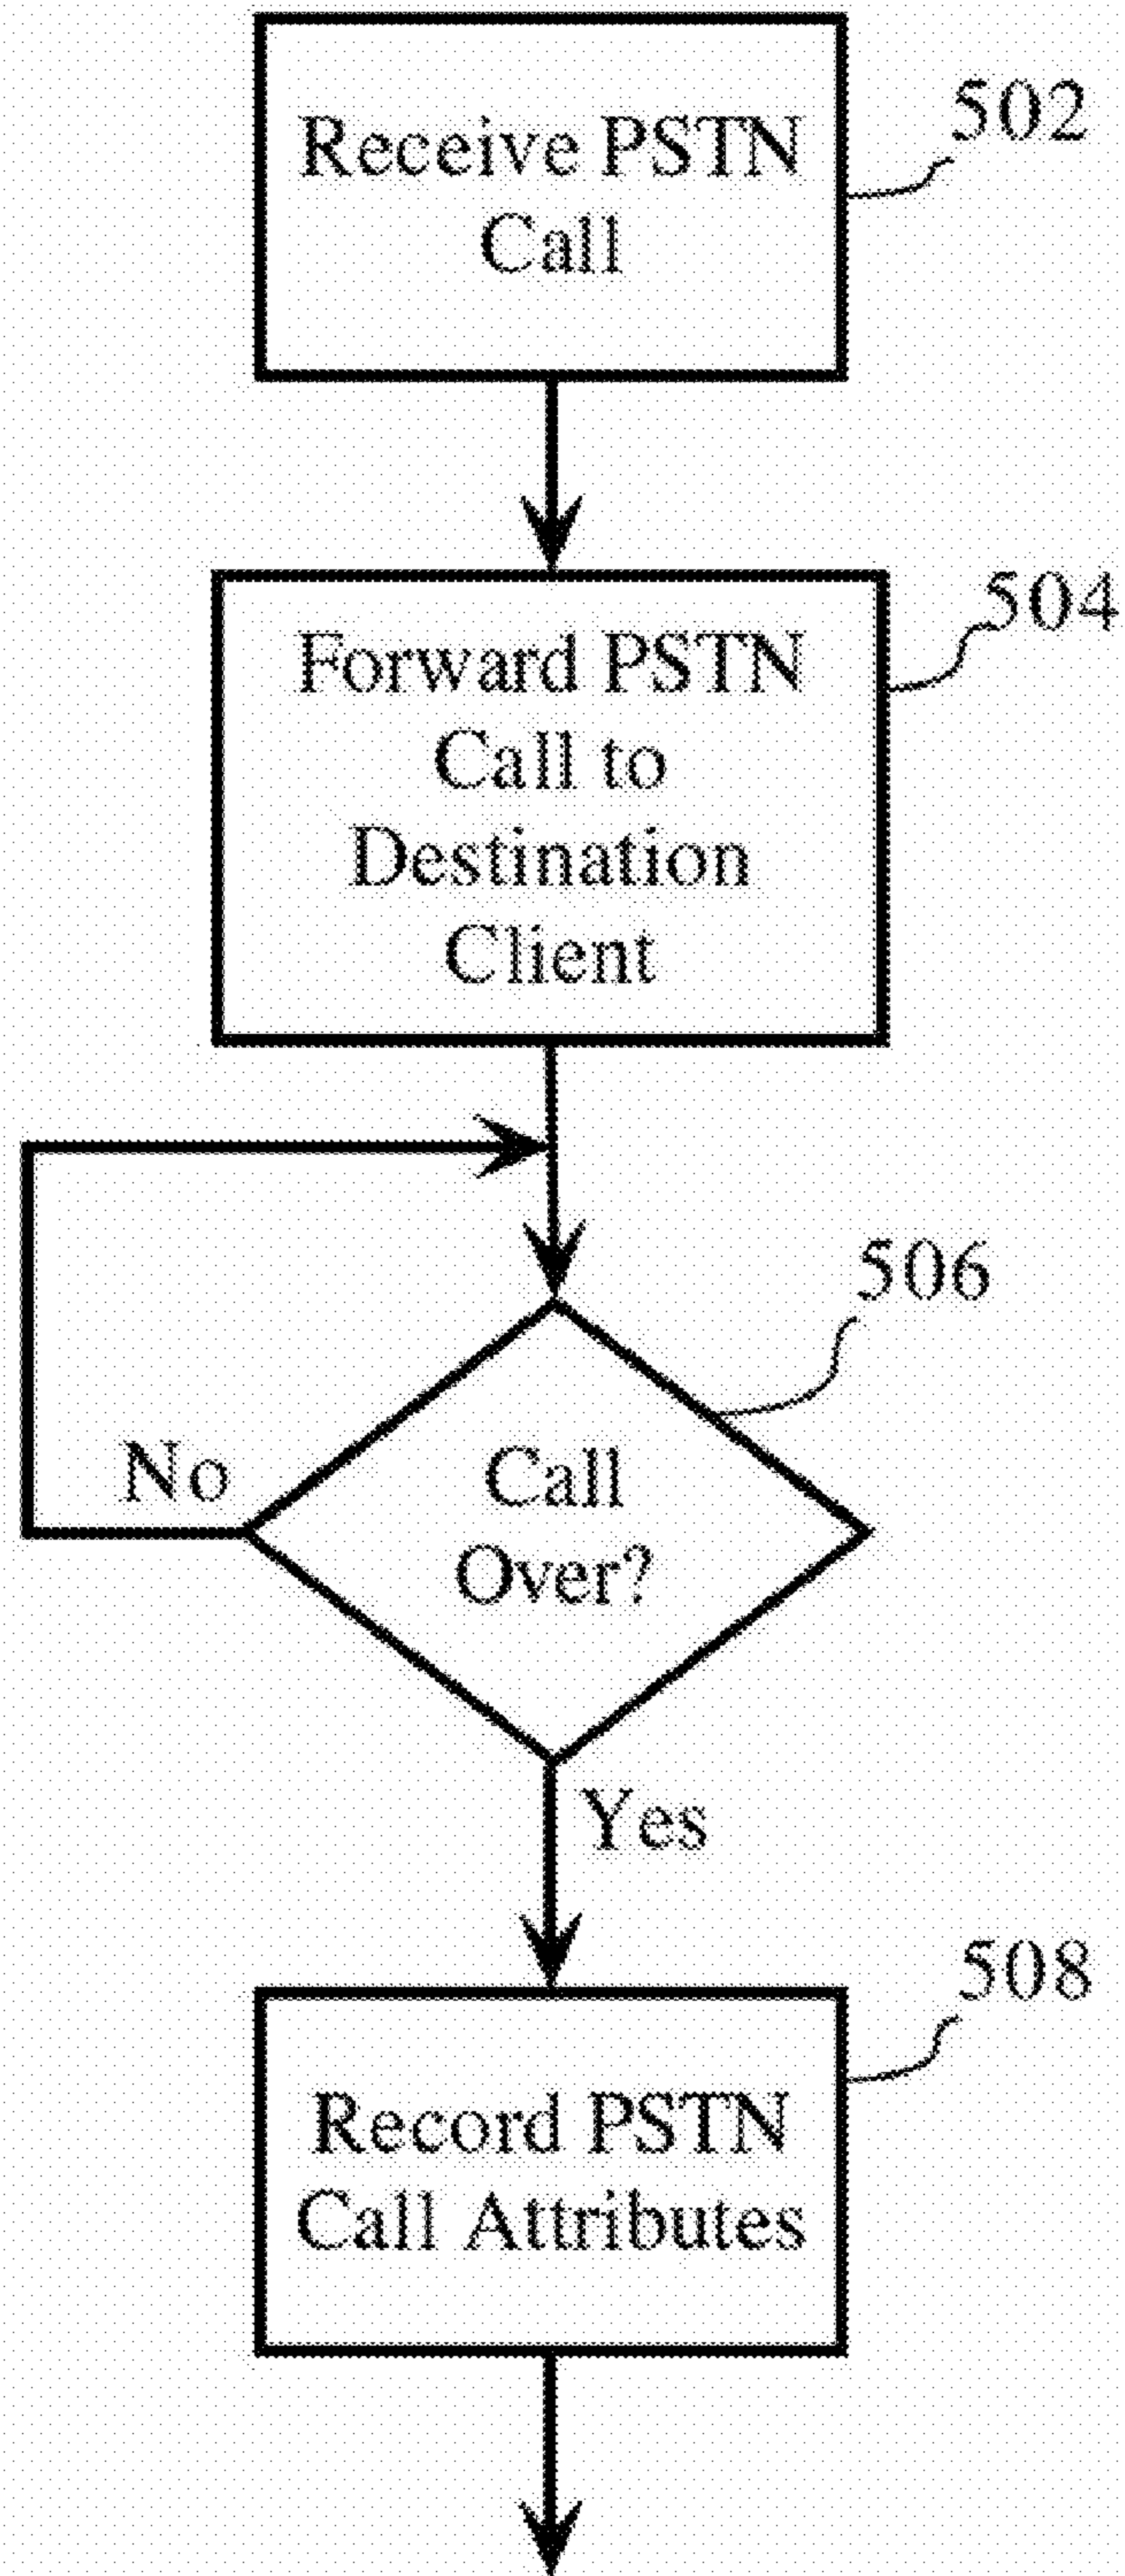 Receive PSTN
Call
502
Forward PSTN
Call to
Destination
Client
504
506
Call
Over?
No
Yes
508
Record PSTN
Call Attributes